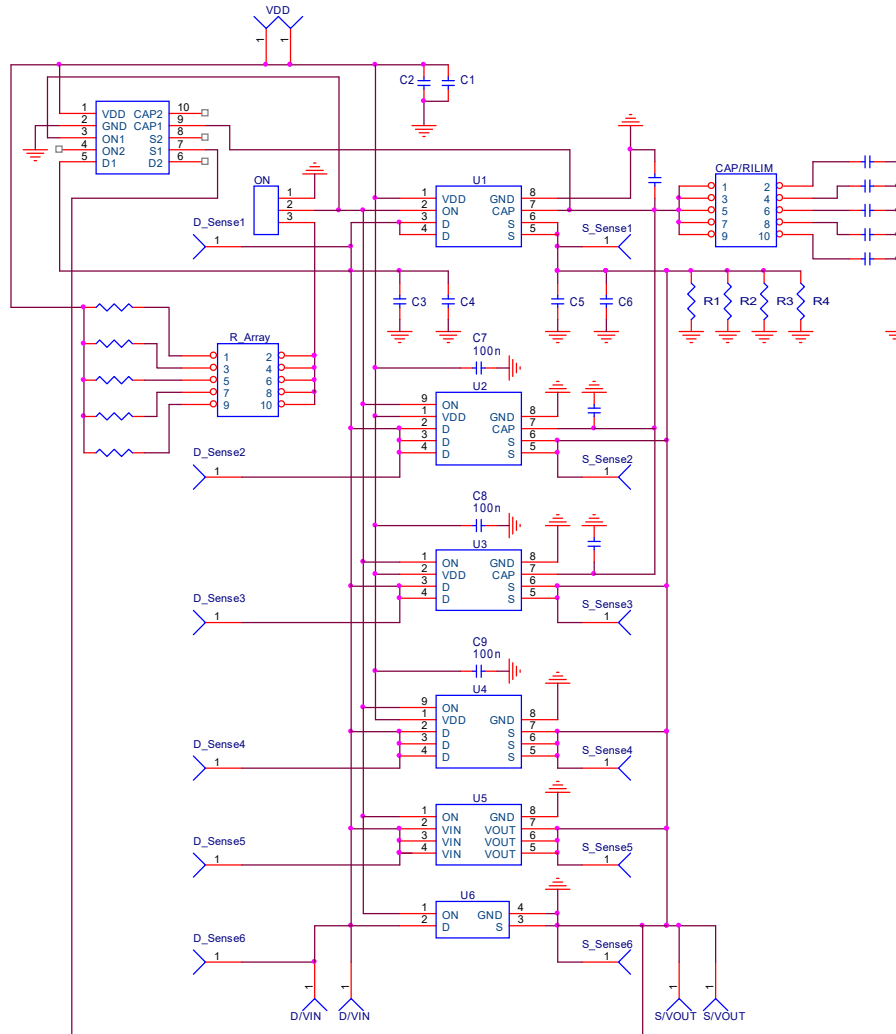 VDD
1 1
C2 C1
1 VDD CAP2 10
2 GND CAP1 9
3 ON1 S2 8
4 ON2 S1 7
5 D1 D2 6
ON
1
2
3
U1
1 VDD GND 8
2 ON CAP 7
3 D S 6
4 D S 5
CAP/RILIM
1 2
3 4
5 6
7 8
9 10
D_Sense1
1
S_Sense1
1
C3 C4 C5 C6 R1 R2 R3 R4
R_Array
1 2
3 4
5 6
7 8
9 10
C7
100n
U2
9 ON
1 VDD GND 8
2 D CAP 7
3 D S 6
4 D S 5
D_Sense2
1
S_Sense2
1
C8
100n
U3
1 ON GND 8
2 VDD CAP 7
3 D S 6
4 D S 5
D_Sense3
1
S_Sense3
1
C9
100n
U4
9 ON
1 VDD GND 8
2 D S 7
3 D S 6
4 D S 5
D_Sense4
1
S_Sense4
1
U5
1 ON GND 8
2 VIN VOUT 7
3 VIN VOUT 6
4 VIN VOUT 5
D_Sense5
1
S_Sense5
1
U6
1 ON GND 4
2 D S 3
D_Sense6
1
S_Sense6
1
1 1 1 1
D/VIN D/VIN S/VOUT S/VOUT